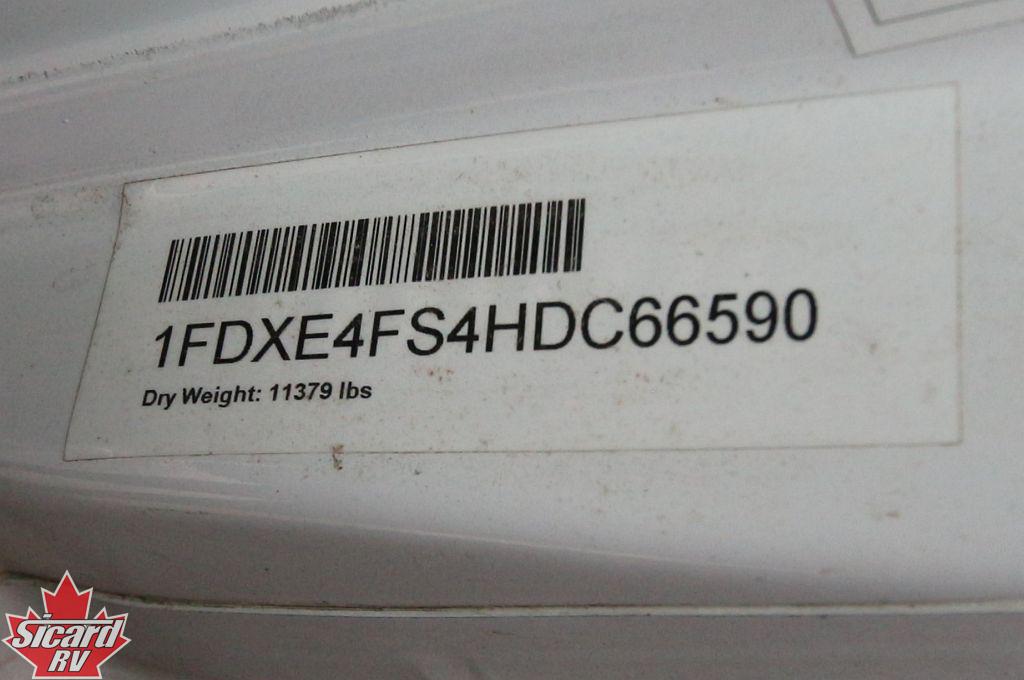 1FDXE4FS4HDC66590
Dry Weight: 11379 lbs
Sicard
RV